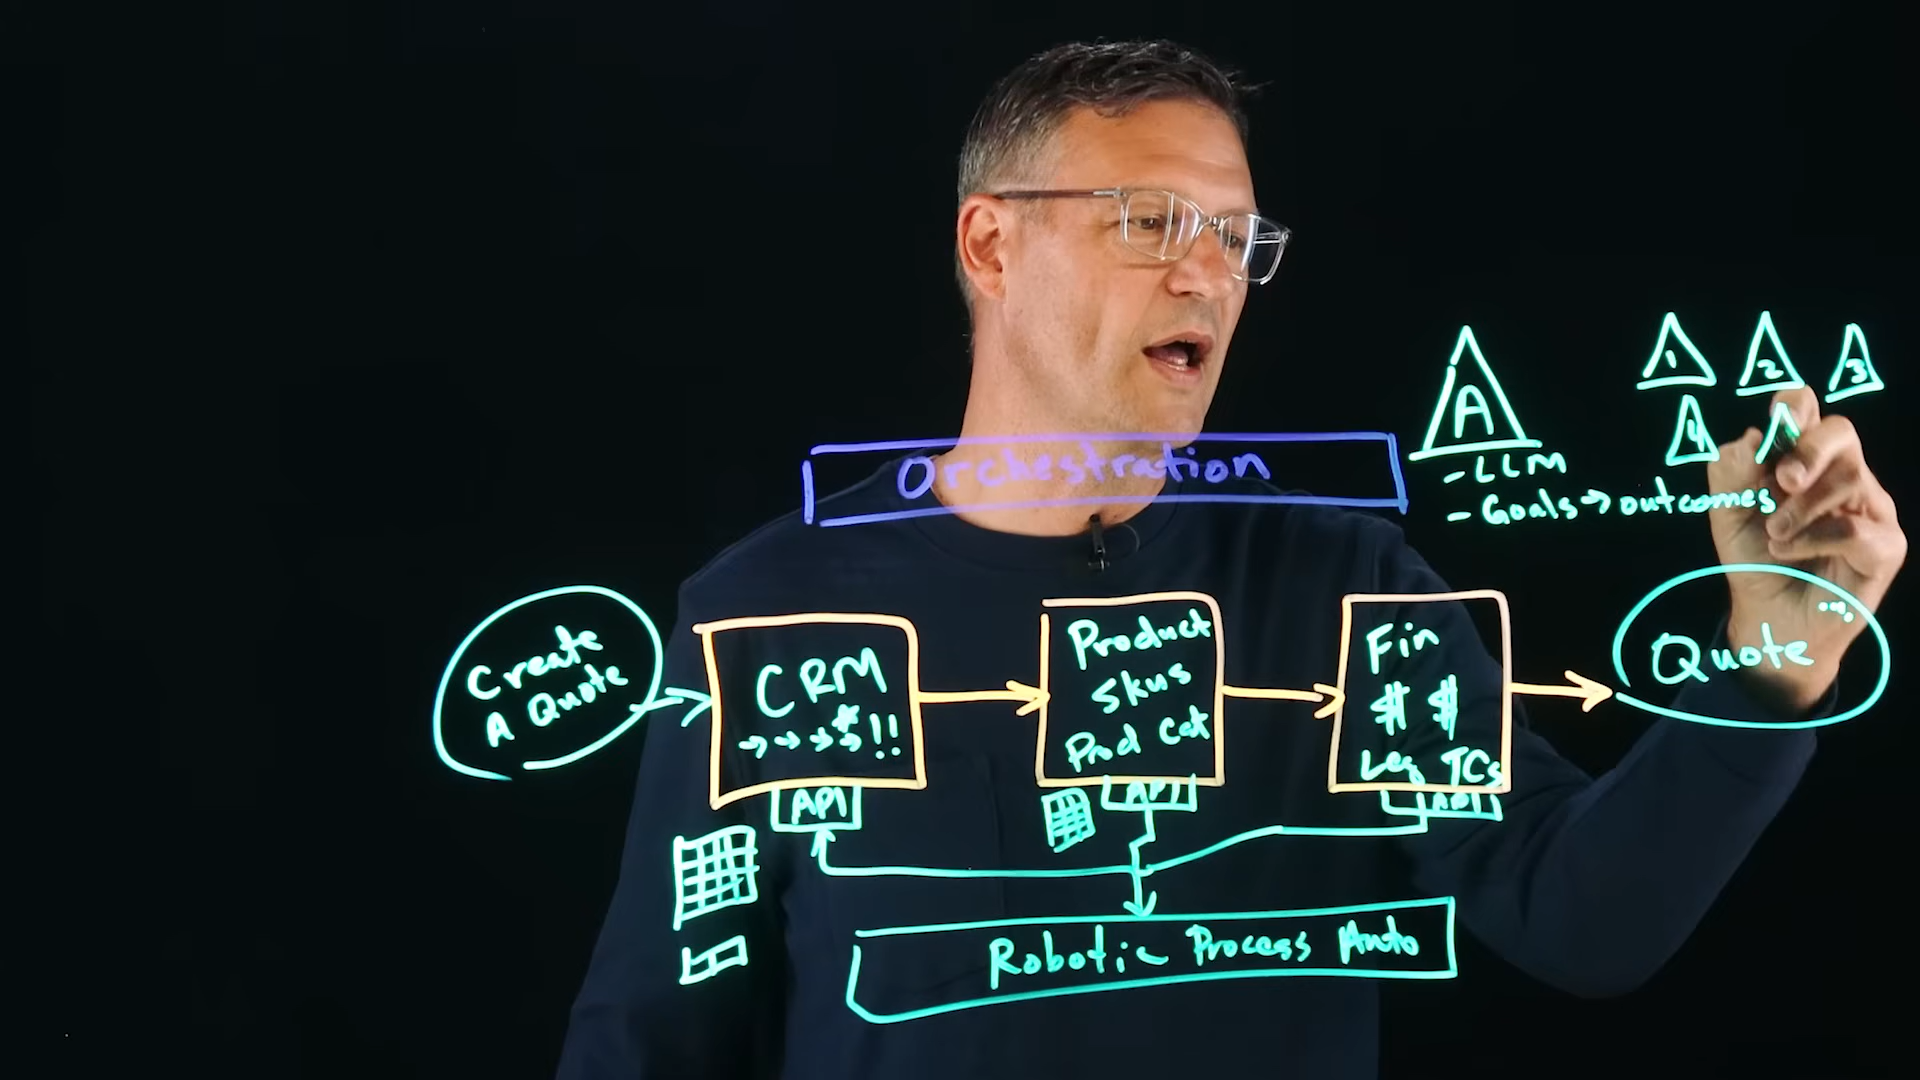 1 2 3
A 4
- LLM
Orchestration
- Goals → outcomes
Create
A Quote
CRM
→→→→*!!
API
Product
Skus
Prod Cat
API
Fin
$ $
Leg TCs
API
Quote
Robotic Process Auto